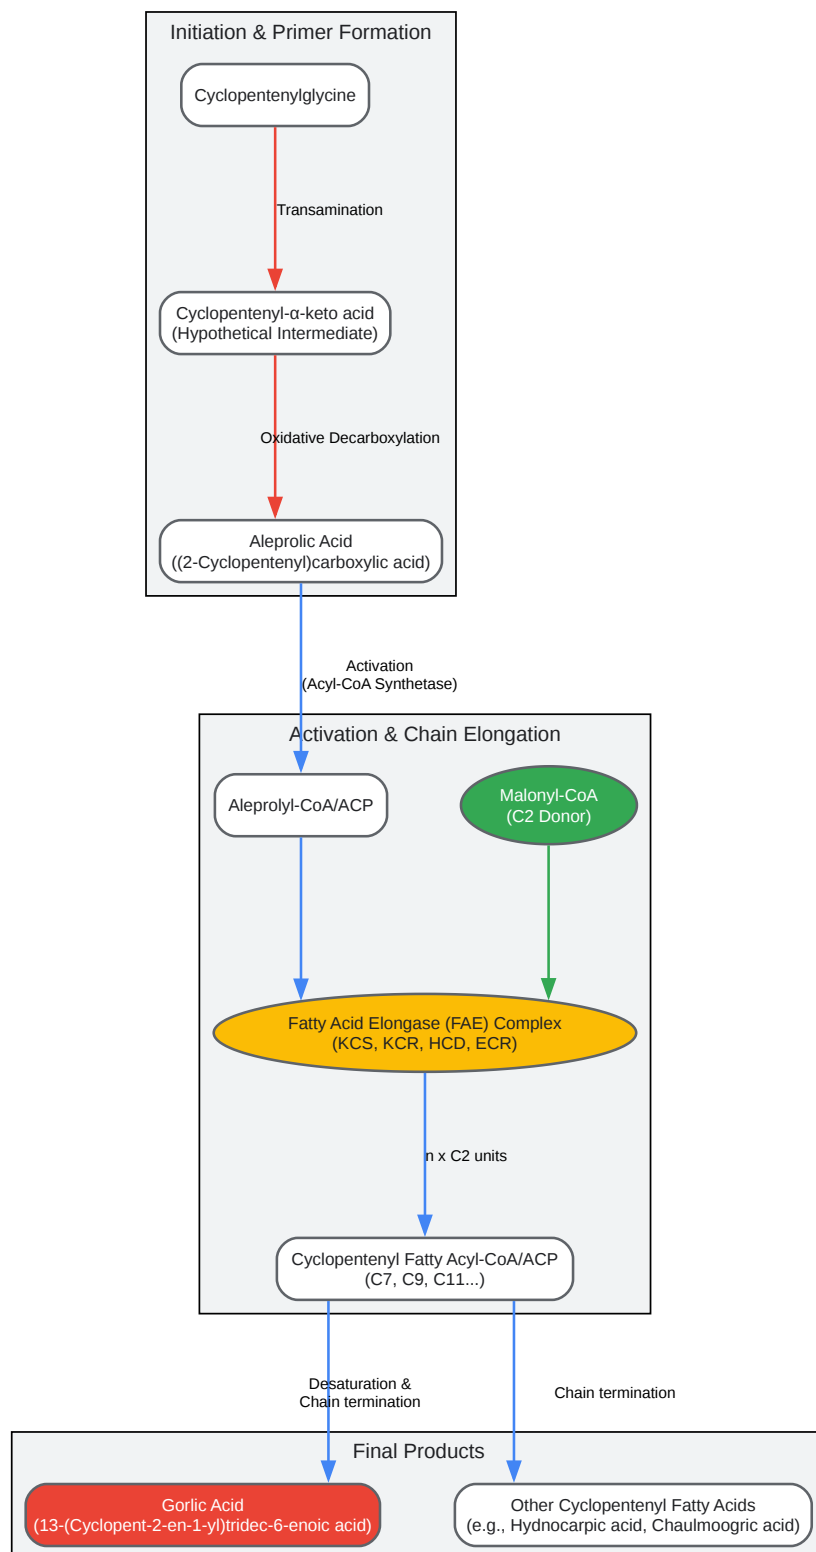 Initiation & Primer Formation
Cyclopentenylglycine
Transamination
Cyclopentenyl-α-keto acid
(Hypothetical Intermediate)
Oxidative Decarboxylation
Aleprolic Acid
((2-Cyclopentenyl)carboxylic acid)
Activation
(Acyl-CoA Synthetase)
Activation & Chain Elongation
Aleprolyl-CoA/ACP
Malonyl-CoA
(C2 Donor)
Fatty Acid Elongase (FAE) Complex
(KCS, KCR, HCD, ECR)
n x C2 units
Cyclopentenyl Fatty Acyl-CoA/ACP
(C7, C9, C11...)
Desaturation &
Chain termination
Chain termination
Final Products
Gorlic Acid
(13-(Cyclopent-2-en-1-yl)tridec-6-enoic acid)
Other Cyclopentenyl Fatty Acids
(e.g., Hydnocarpic acid, Chaulmoogric acid)